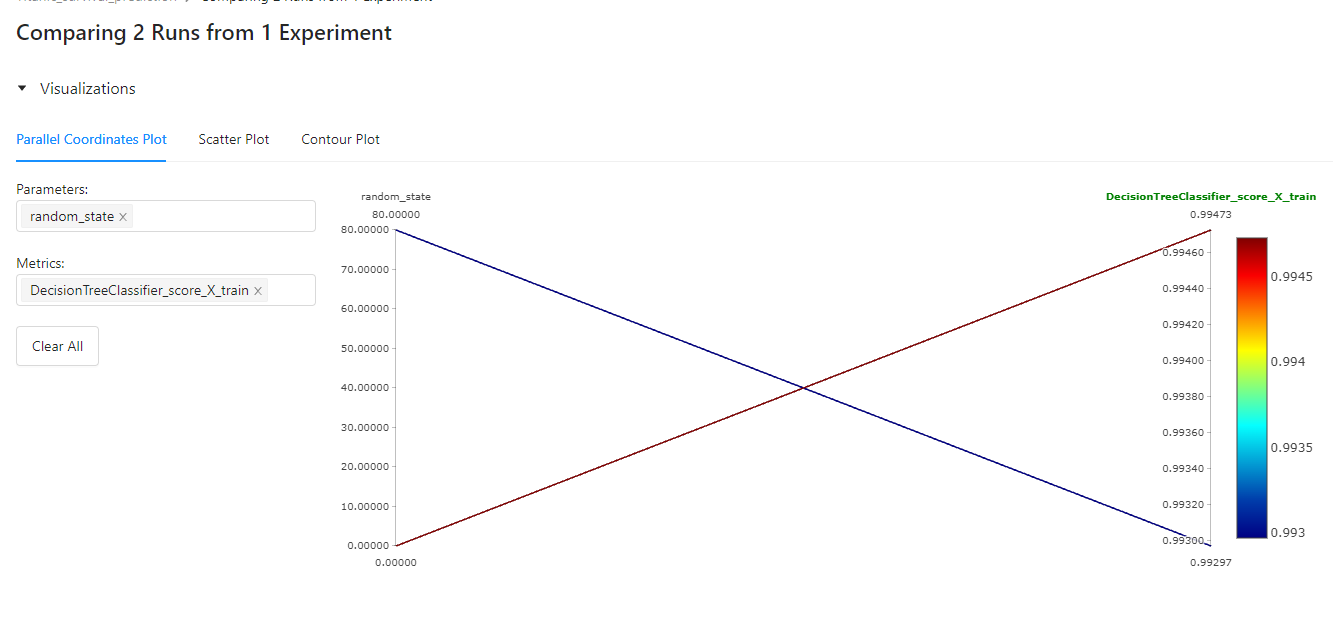 Comparing 2 Runs from 1 Experiment
Visualizations
Parallel Coordinates Plot
Scatter Plot
Contour Plot
Parameters:
random_state ×
Metrics:
DecisionTreeClassifier_score_X_train ×
Clear All
random_state
80.00000
80.00000
70.00000
60.00000
50.00000
40.00000
30.00000
20.00000
10.00000
0.00000
0.00000
DecisionTreeClassifier_score_X_train
0.99473
0.99460
0.99440
0.99420
0.99400
0.99380
0.99360
0.99340
0.99320
0.99300
0.99297
0.9945
0.994
0.9935
0.993